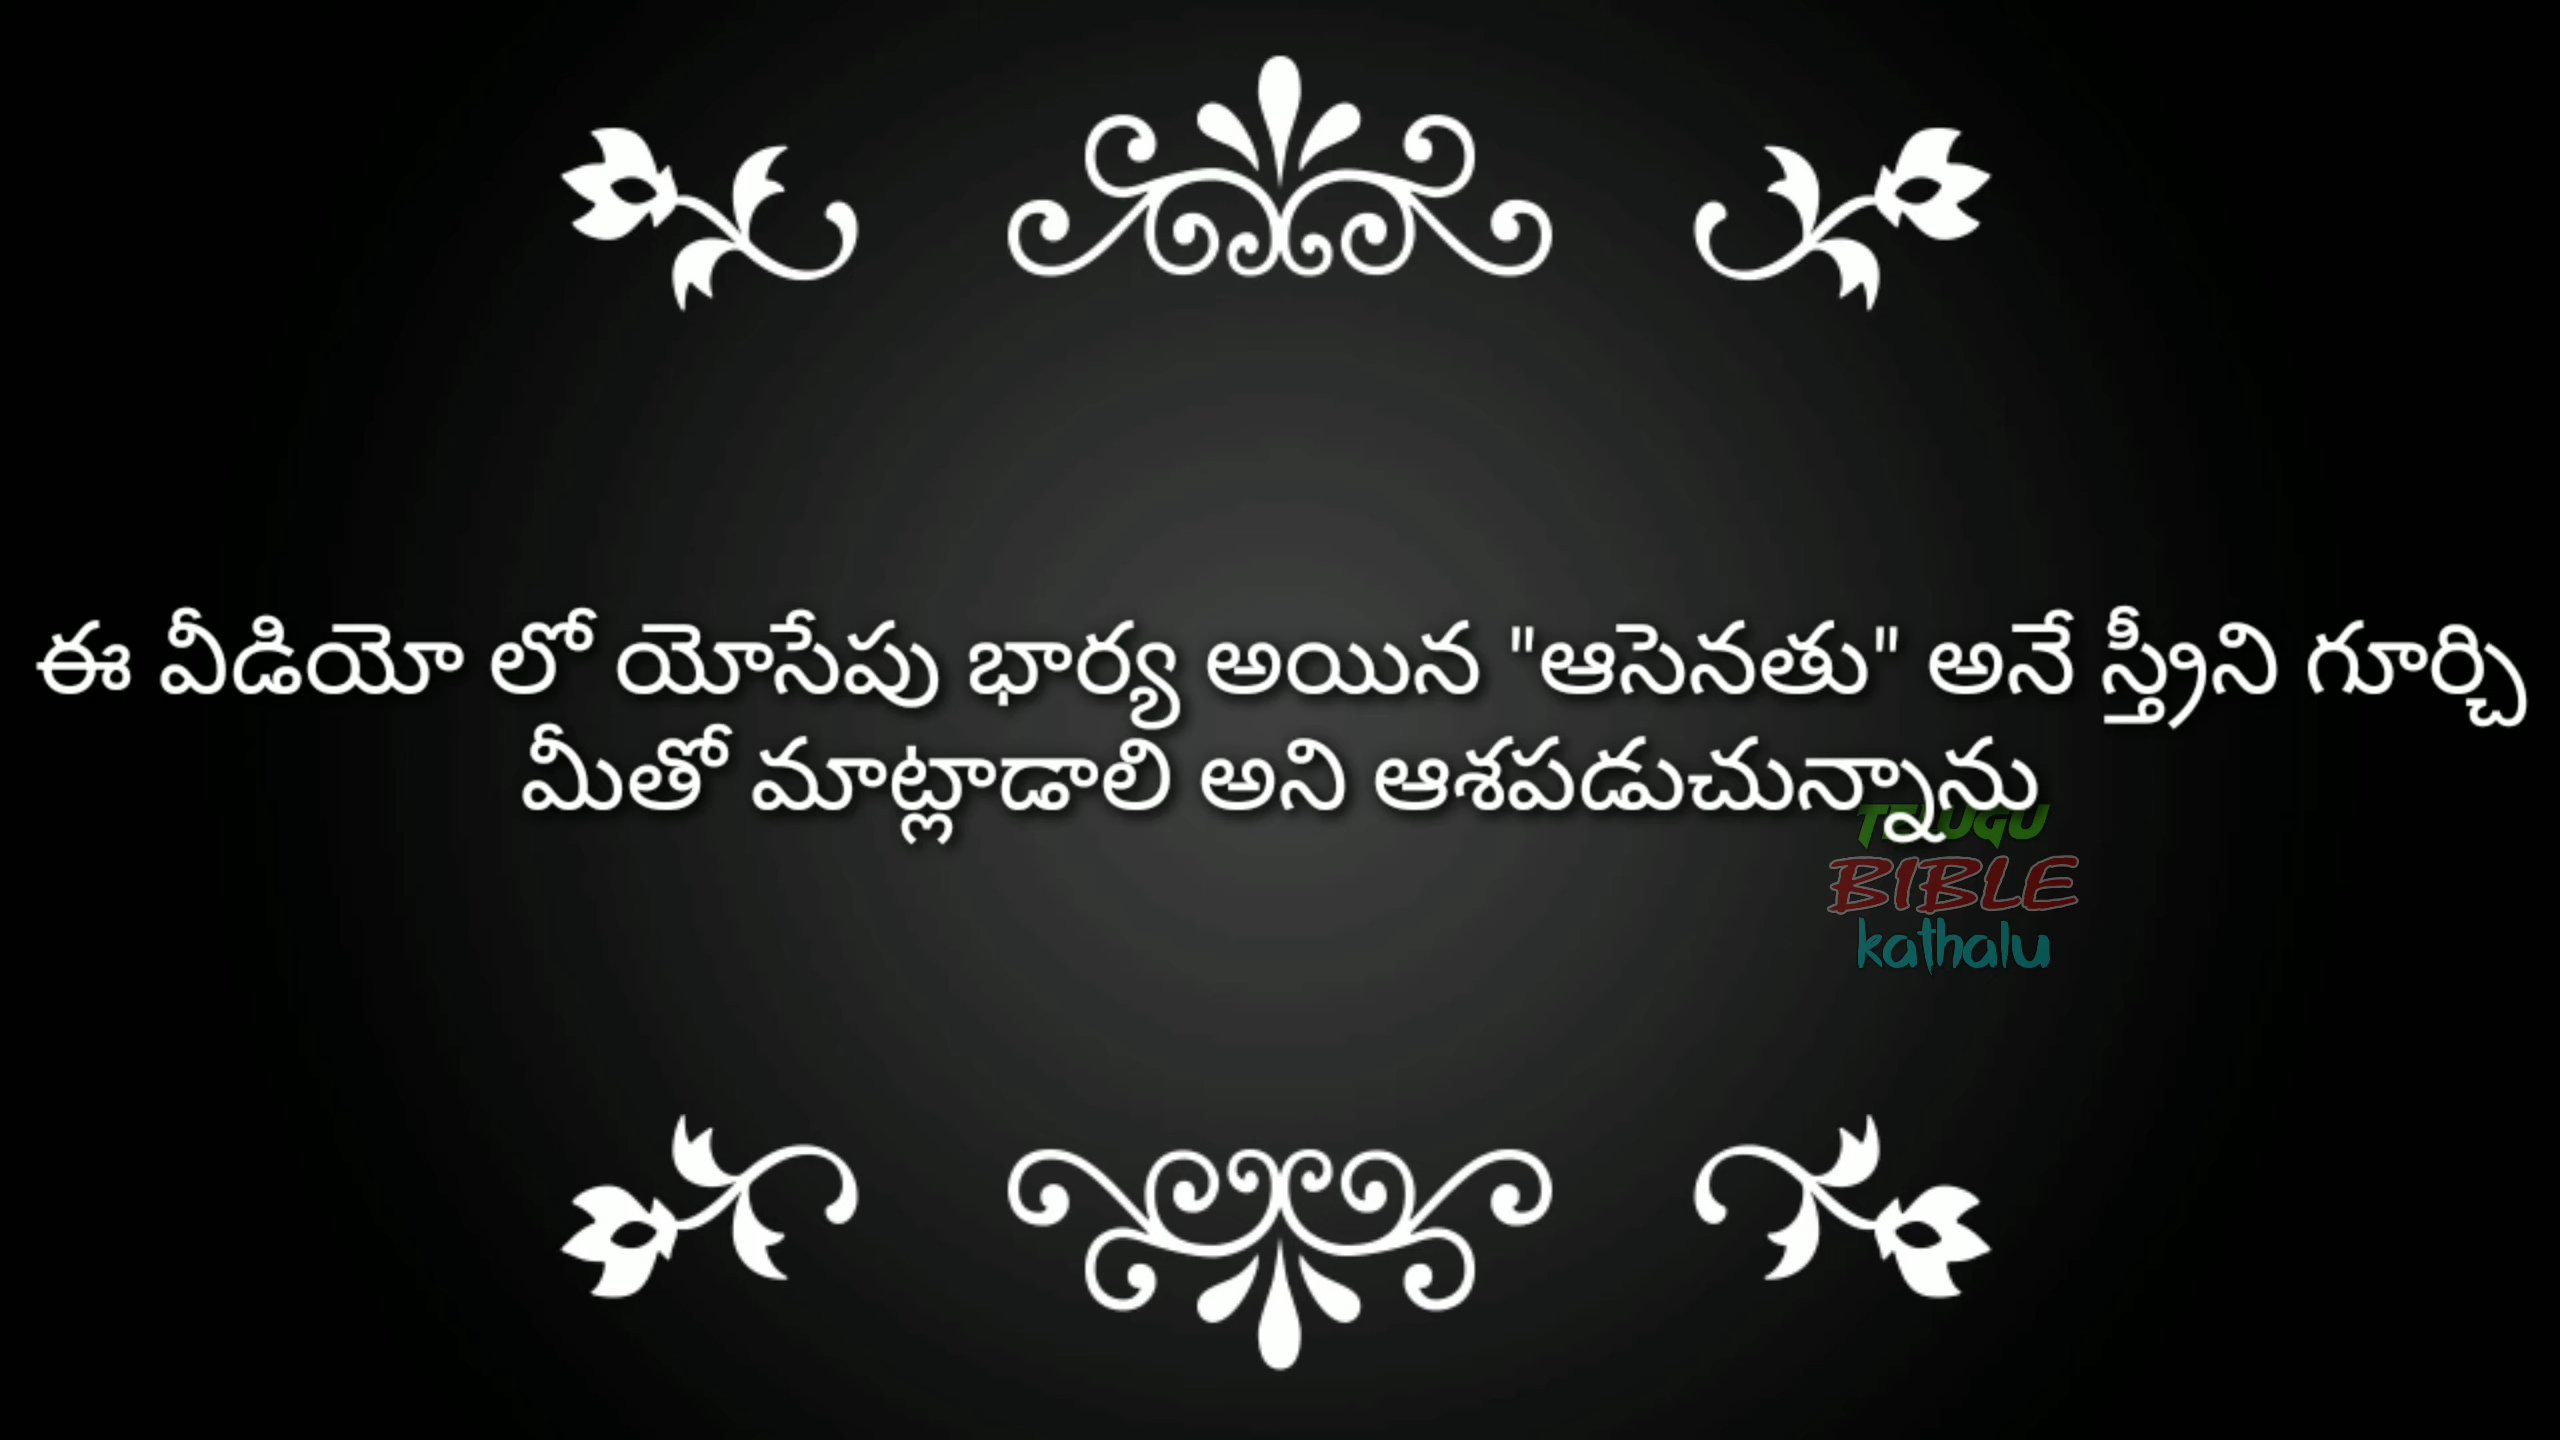 ఈ వీడియో లో యోసేపు భార్య అయిన "ఆసెనతు" అనే స్త్రీని గూర్చి
మీతో మాట్లాడాలి అని ఆశపడుచున్నాను
TELUGU
BIBLE
kathalu